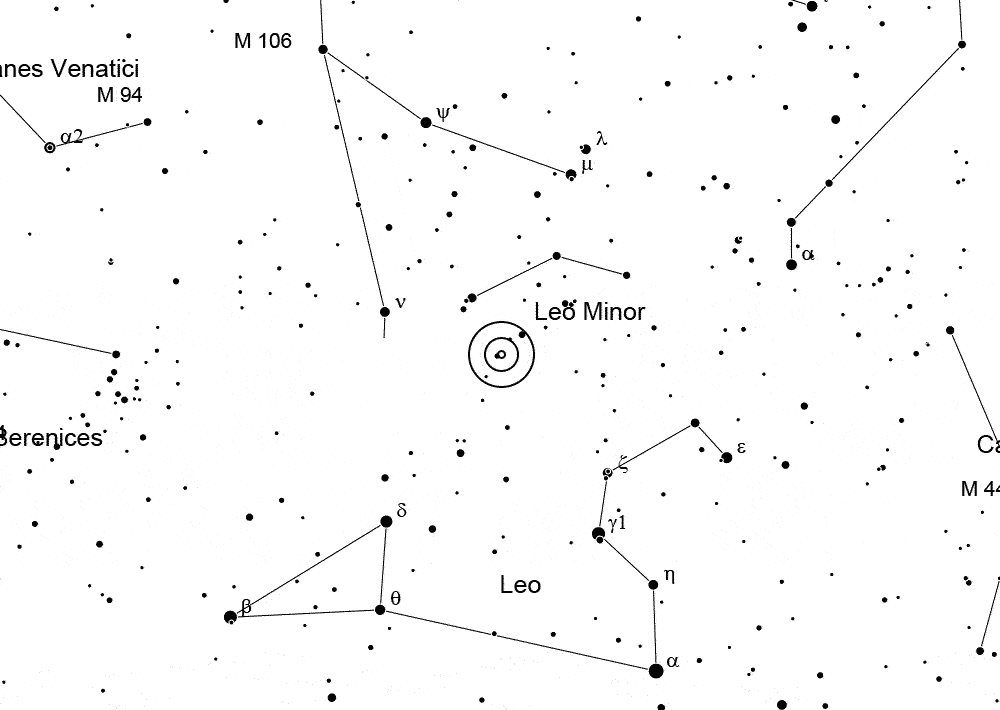 M 106
anes Venatici
M 94
α2
ψ
λ
μ
α
ν
Leo Minor
Berenices
ε
Ca
ζ
M 44
δ
γ1
η
Leo
β
θ
α